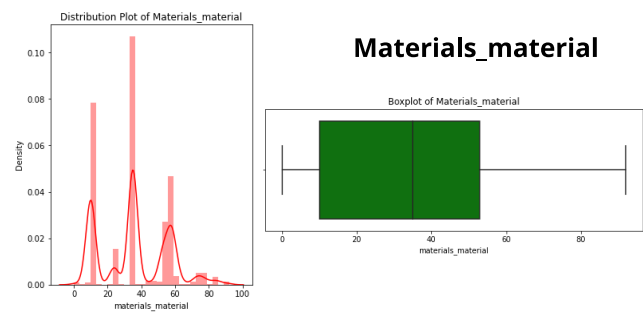 Distribution Plot of Materials_material
Density
0.10
0.08
0.06
0.04
0.02
0.00
0 20 40 60 80 100
materials_material
Materials_material
Boxplot of Materials_material
0 20 40 60 80
materials_material